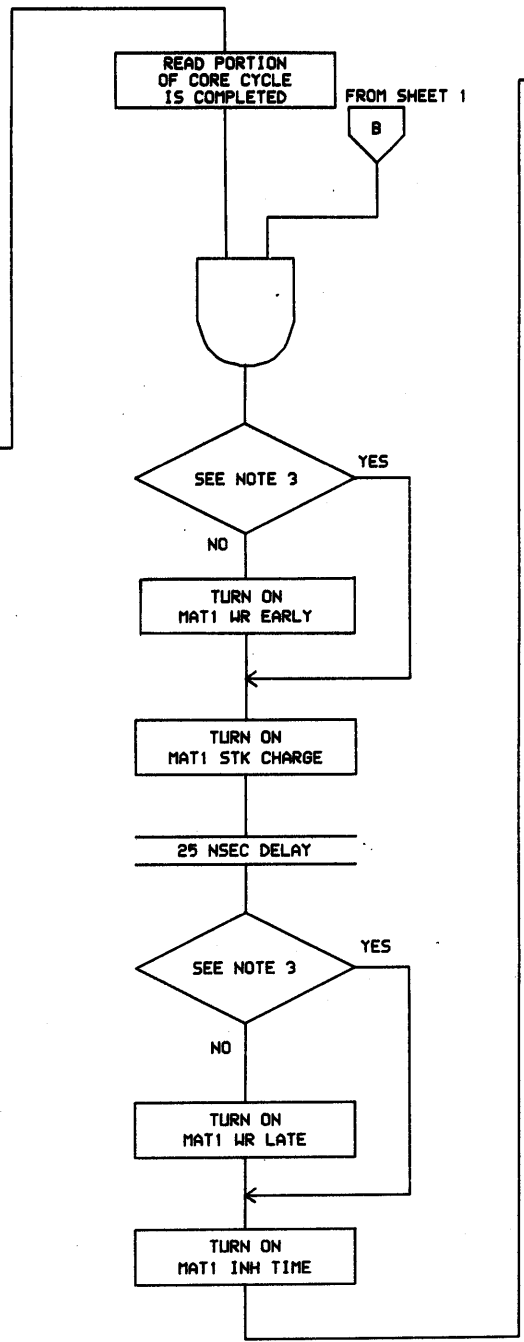 READ PORTION
OF CORE CYCLE
IS COMPLETED
FROM SHEET 1
B
SEE NOTE 3
YES
NO
TURN ON
MAT1 WR EARLY
TURN ON
MAT1 STK CHARGE
25 NSEC DELAY
SEE NOTE 3
YES
NO
TURN ON
MAT1 WR LATE
TURN ON
MAT1 INH TIME